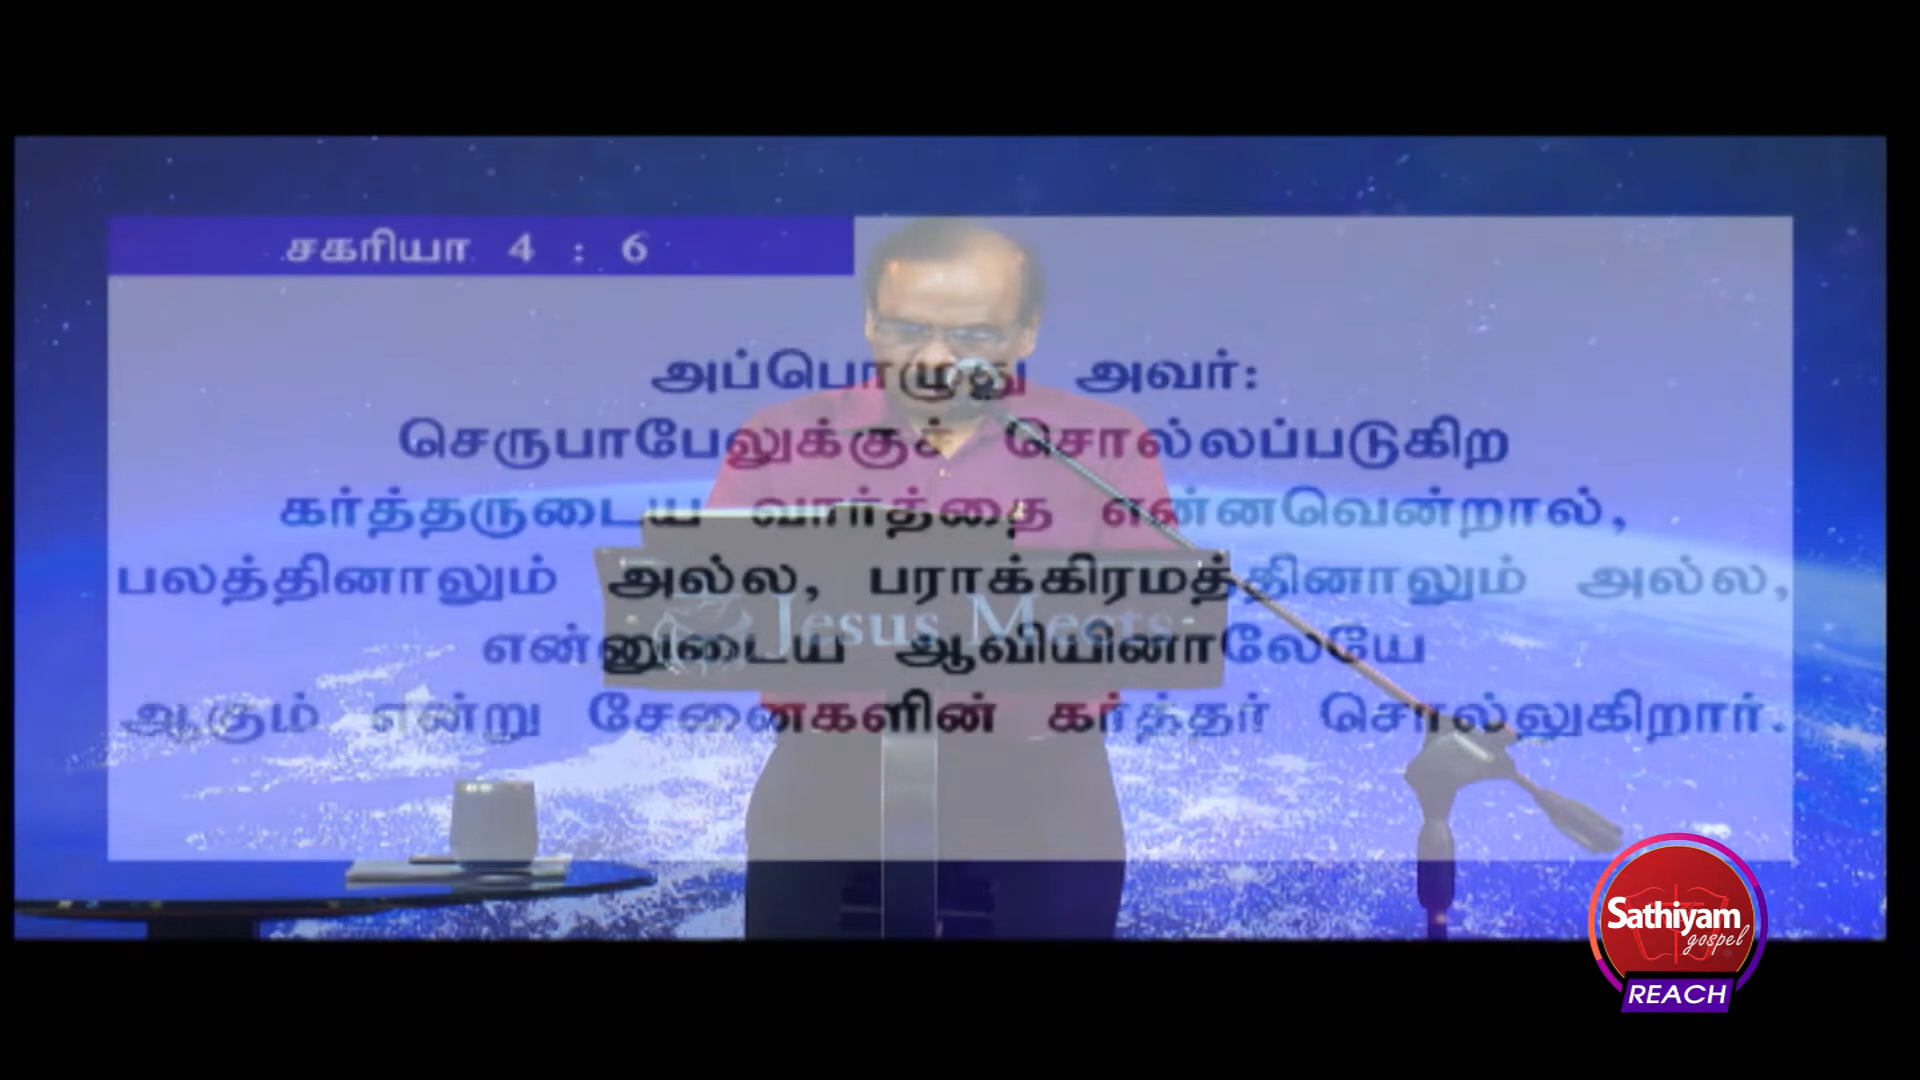 சகரியா 4 : 6
அப்பொழுது அவர்:
செருபாபேலுக்குச் சொல்லப்படுகிற
கர்த்தருடைய வார்த்தை என்னவென்றால்,
பலத்தினாலும் அல்ல, பராக்கிரமத்தினாலும் அல்ல,
Jesus Meets
என்னுடைய ஆவியினாலேயே
ஆகும் என்று சேனைகளின் கர்த்தர் சொல்லுகிறார்.
Sathiyam
gospel
REACH